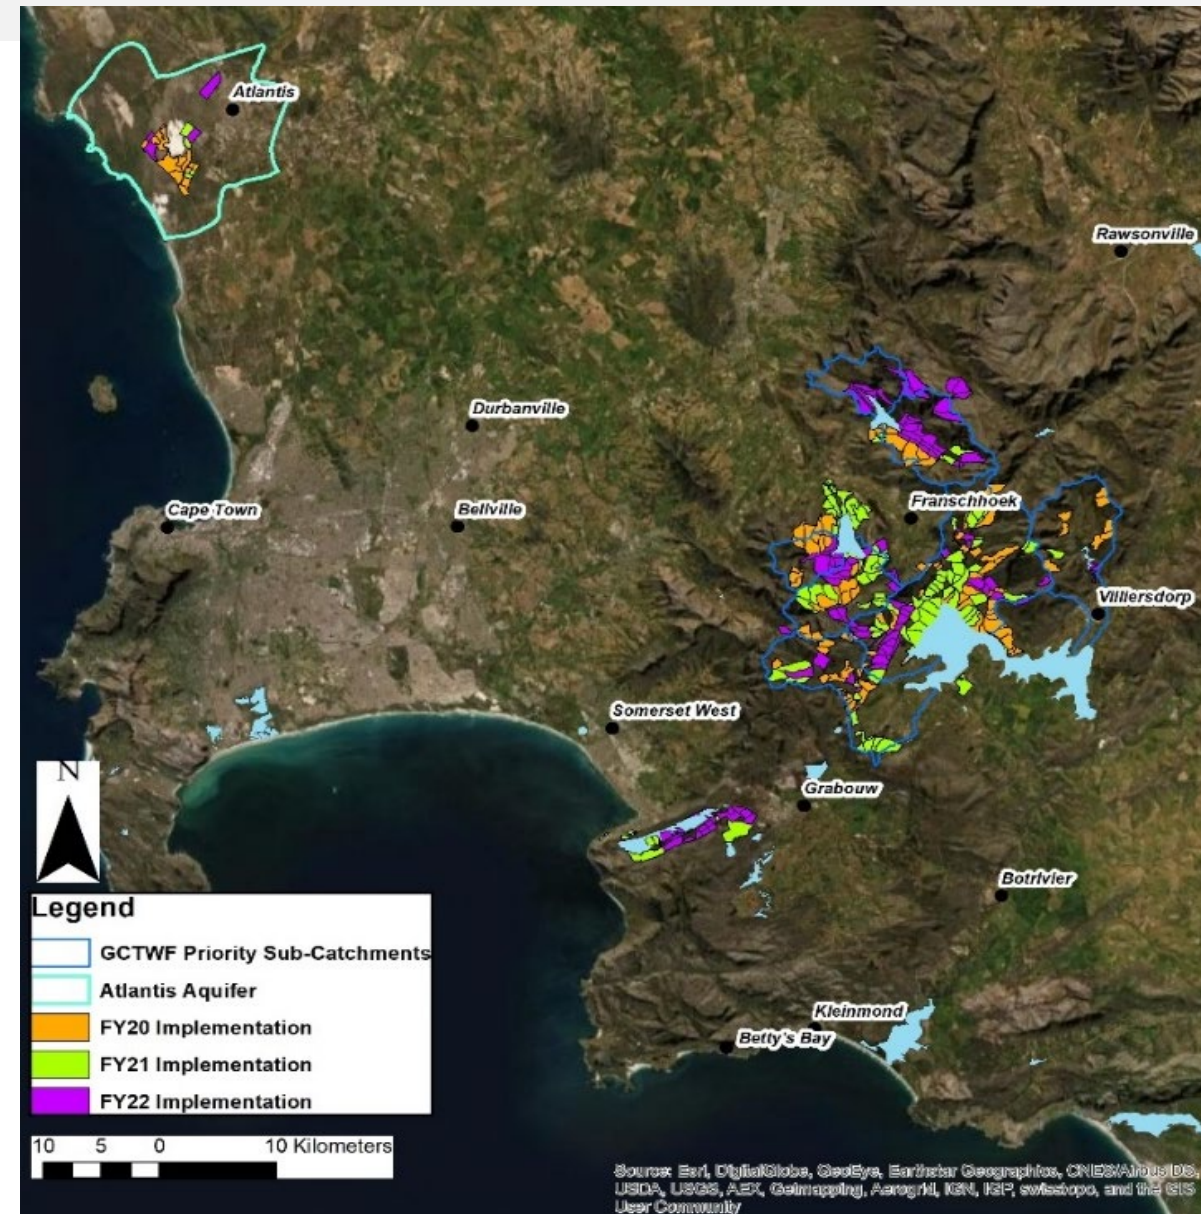 Atlantis
Rawsonville
Durbanville
Franschhoek
Cape Town
Bellville
Villiersdorp
Somerset West
Grabouw
Botrivier
Kleinmond
Betty's Bay
N
Legend
GCTWF Priority Sub-Catchments
Atlantis Aquifer
FY20 Implementation
FY21 Implementation
FY22 Implementation
10 5 0 10 Kilometers
Source: Esri, DigitalGlobe, GeoEye, Earthstar Geographics, CNES/Airbus DS,
USDA, USGS, AEX, Getmapping, Aerogrid, IGN, IGP, swisstopo, and the GIS
User Community